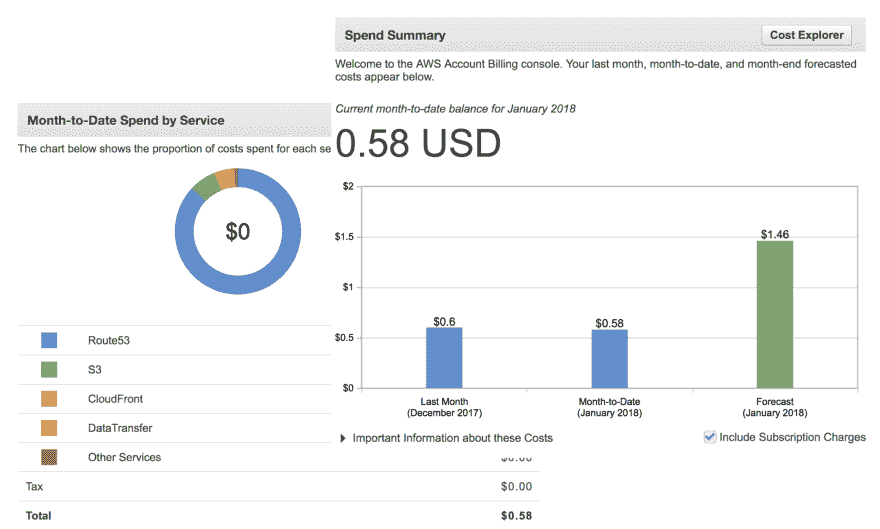 Spend Summary
Cost Explorer
Welcome to the AWS Account Billing console. Your last month, month-to-date, and month-end forecasted
costs appear below.
Current month-to-date balance for January 2018
0.58 USD
$2
$1.5
$1
$0.5
$0
$0.6
$0.58
$1.46
Last Month
(December 2017)
Month-to-Date
(January 2018)
Forecast
(January 2018)
Important Information about these Costs
Include Subscription Charges
Month-to-Date Spend by Service
The chart below shows the proportion of costs spent for each se
$0
Route53
S3
CloudFront
DataTransfer
Other Services
Tax $0.00
Total $0.58